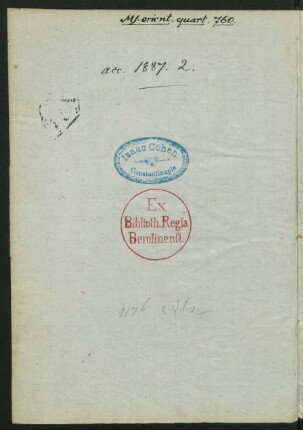 Ms. orient. quart. 760.
acc. 1887. 2.
Isaac Cohen
Constantinople
Ex
Biblioth. Regia
Berolinenſi.